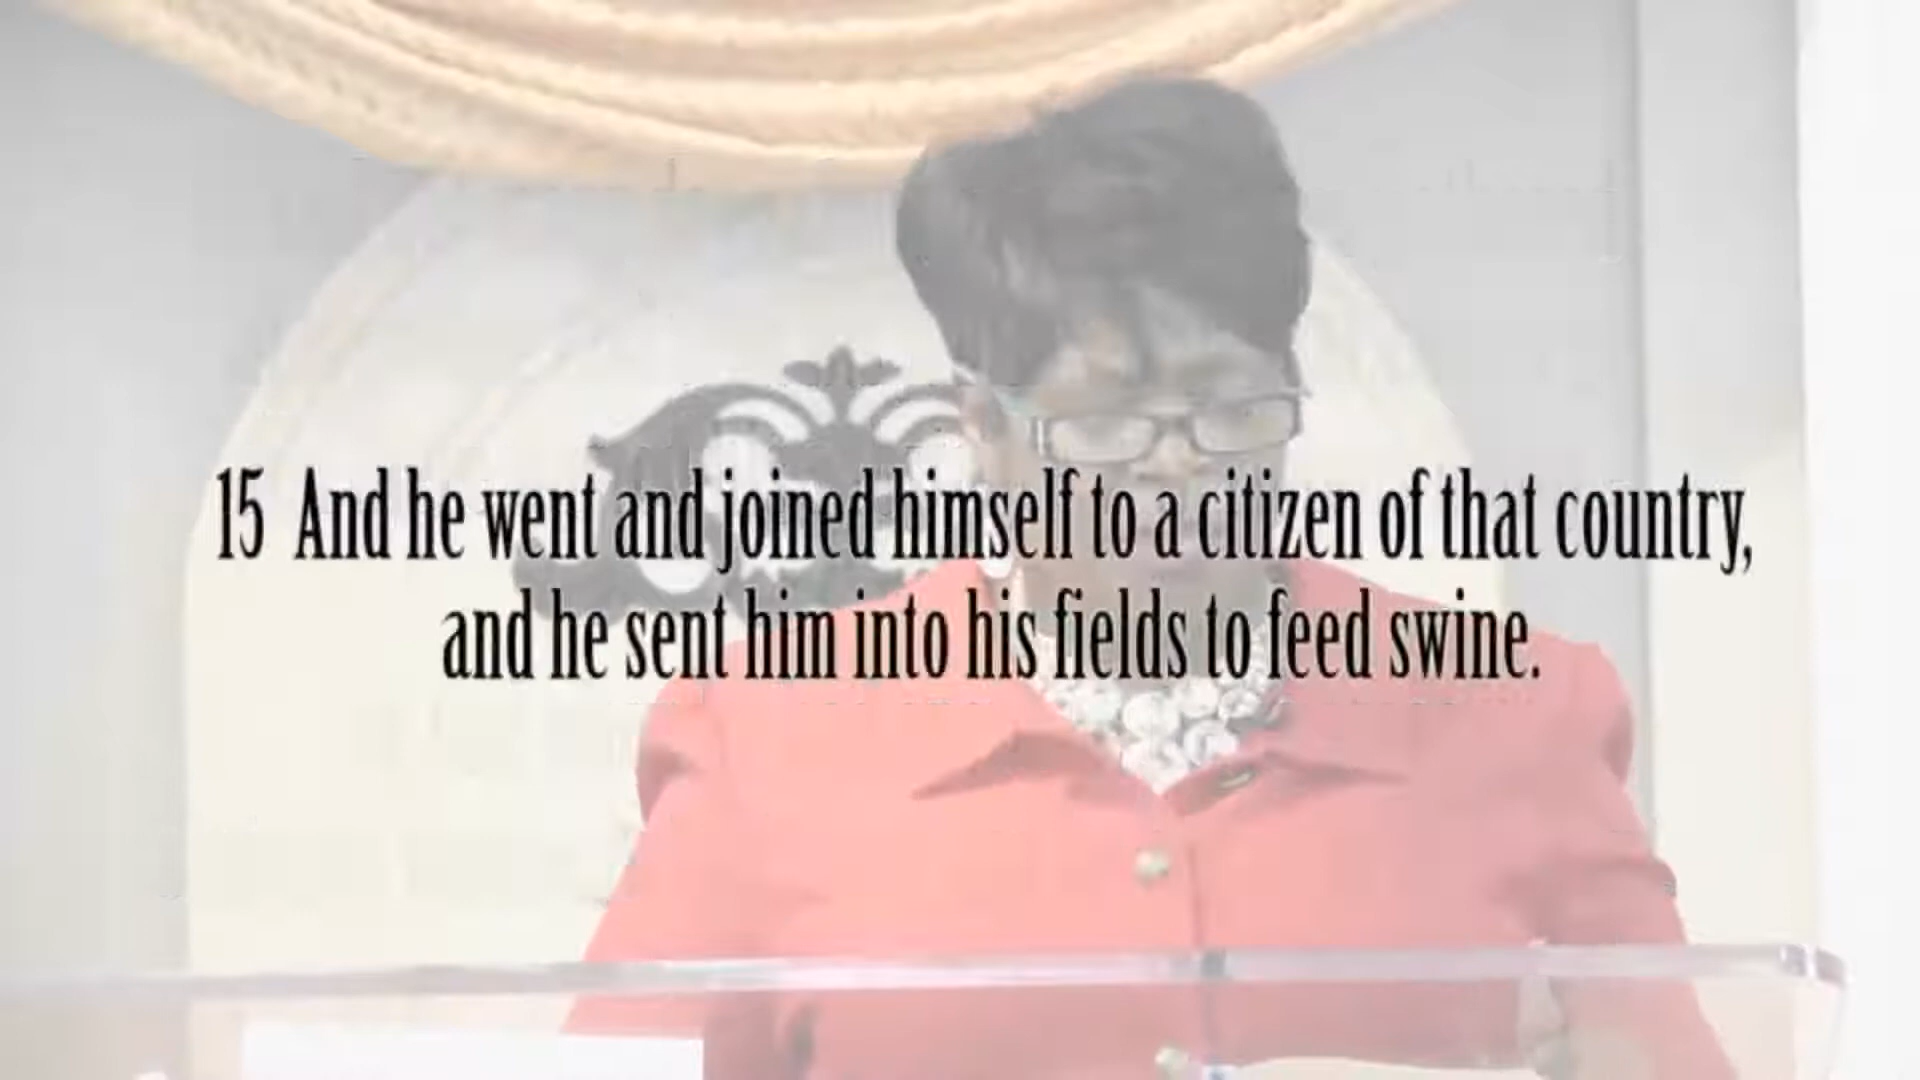 15 And he went and joined himself to a citizen of that country,
and he sent him into his fields to feed swine.